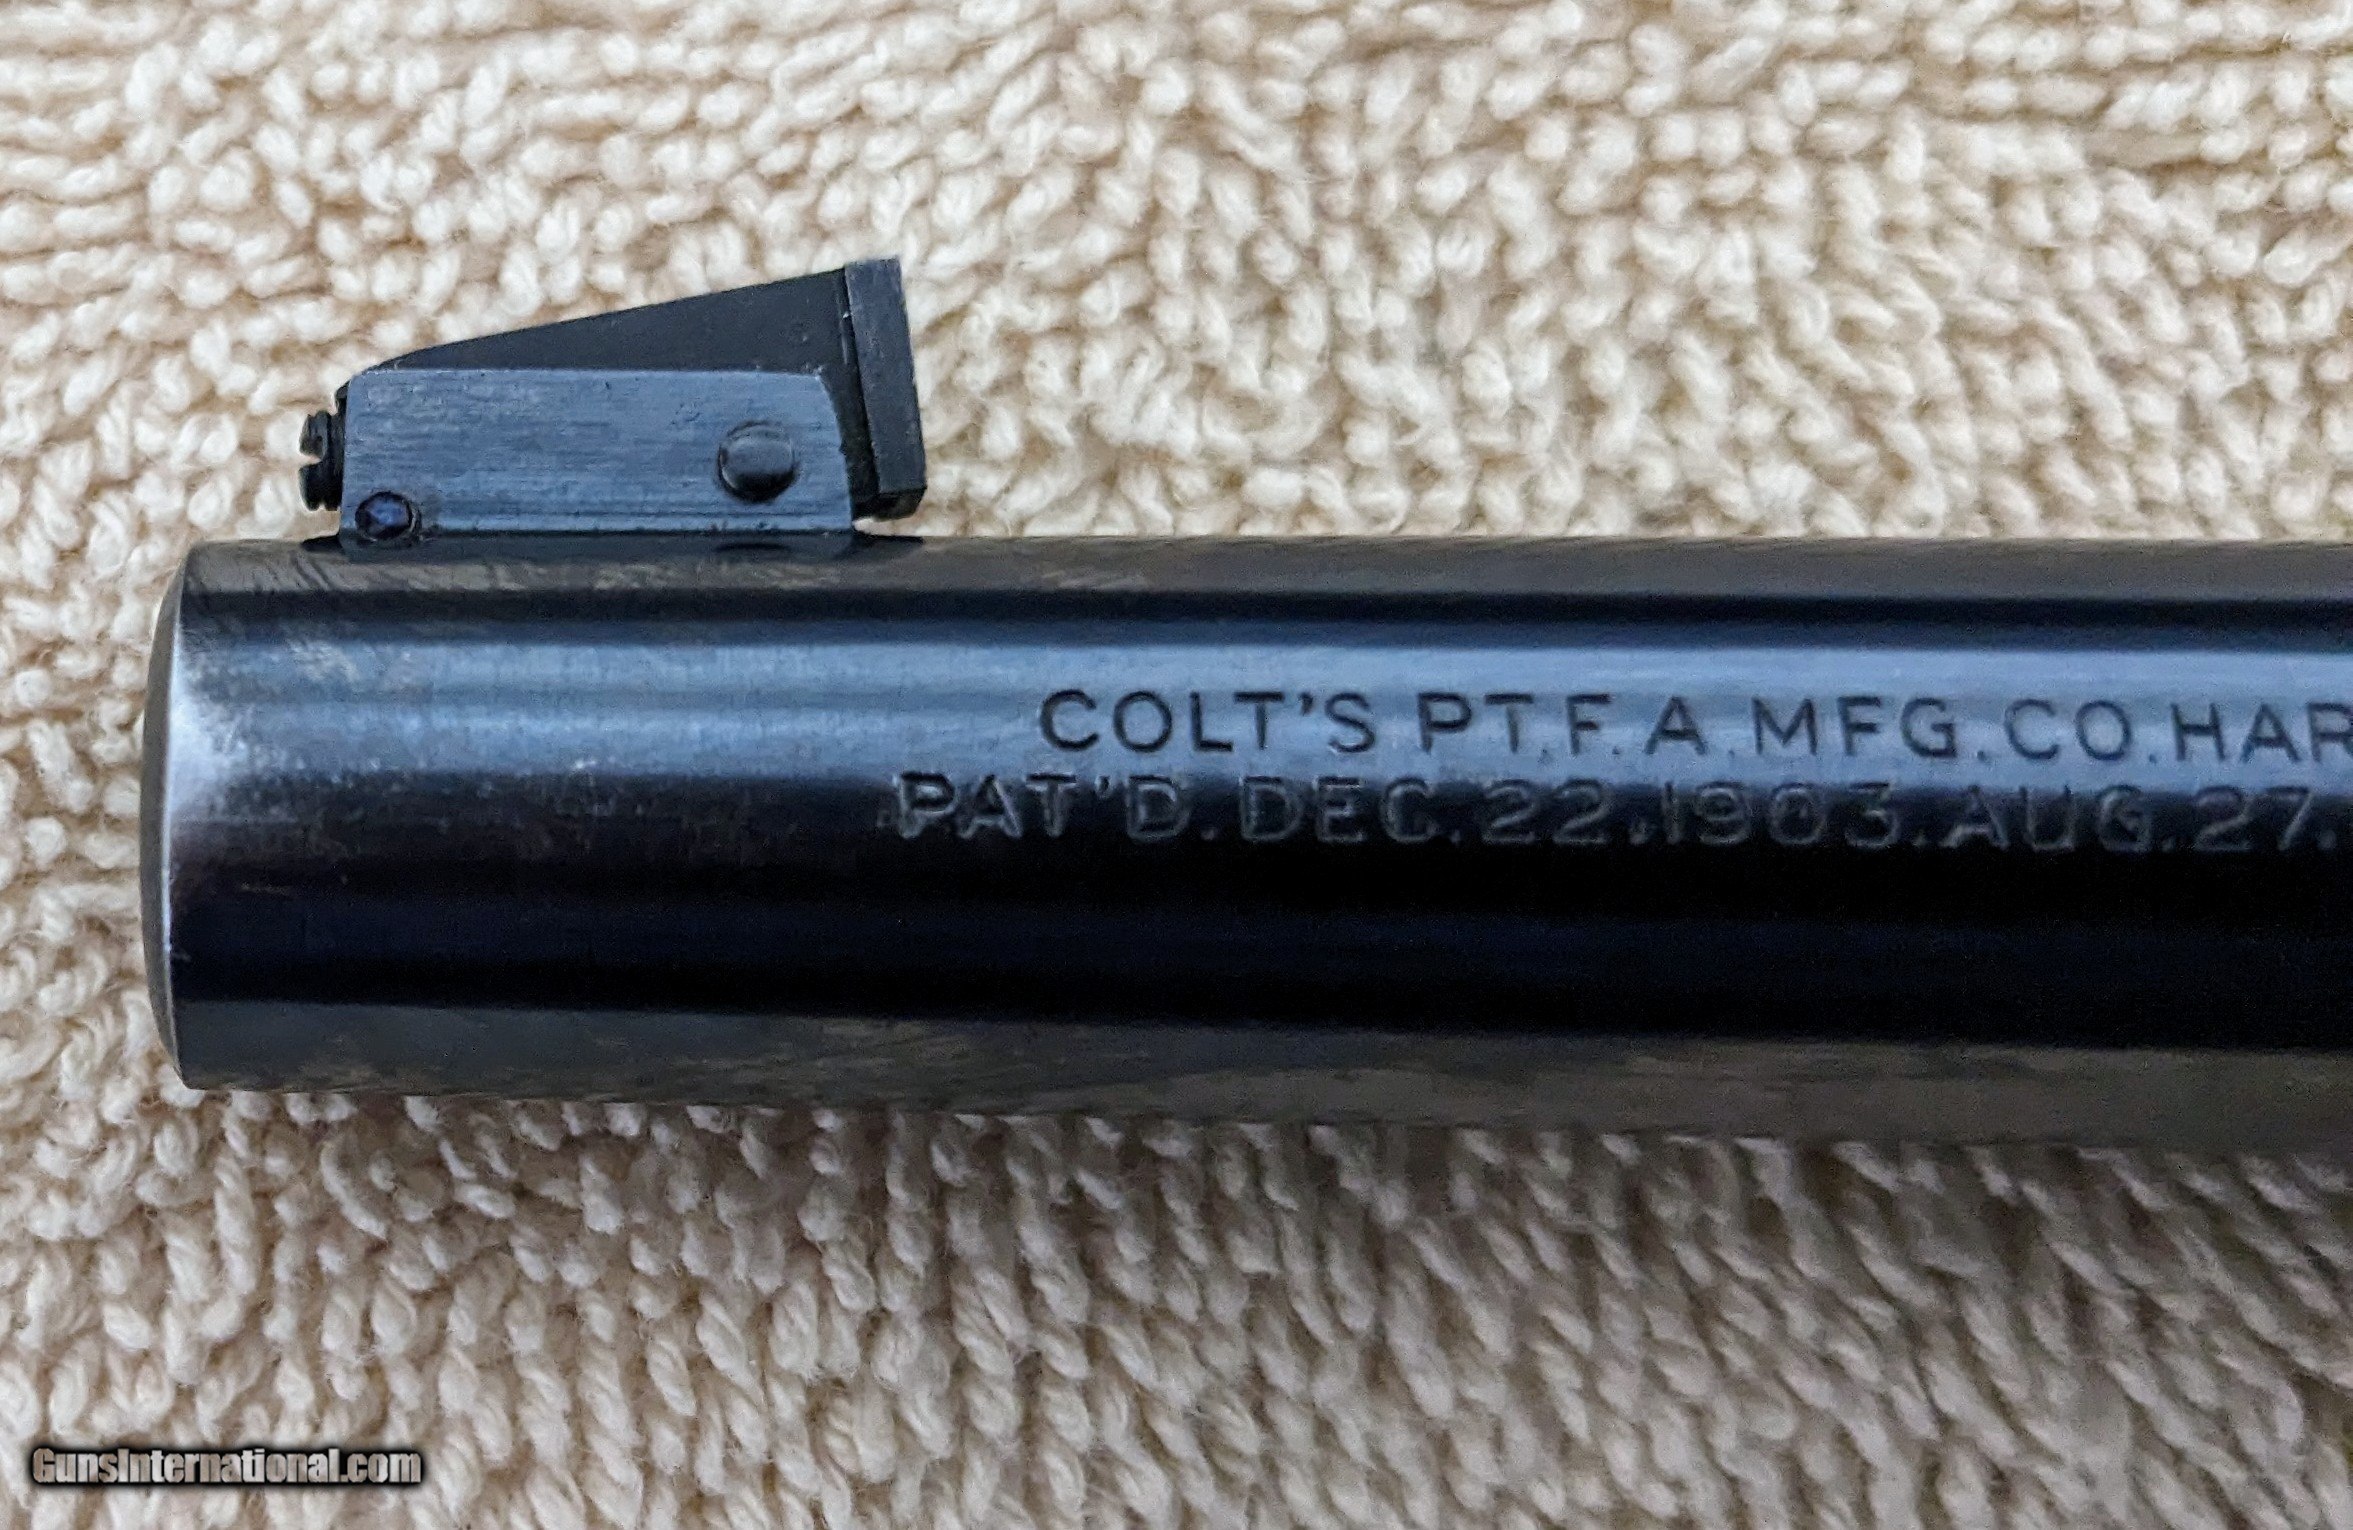 COLT'S PT.F.A.MFG.CO.HAR
PAT'D.DEC.22,1903.AUG.27.
GunsInternational.com